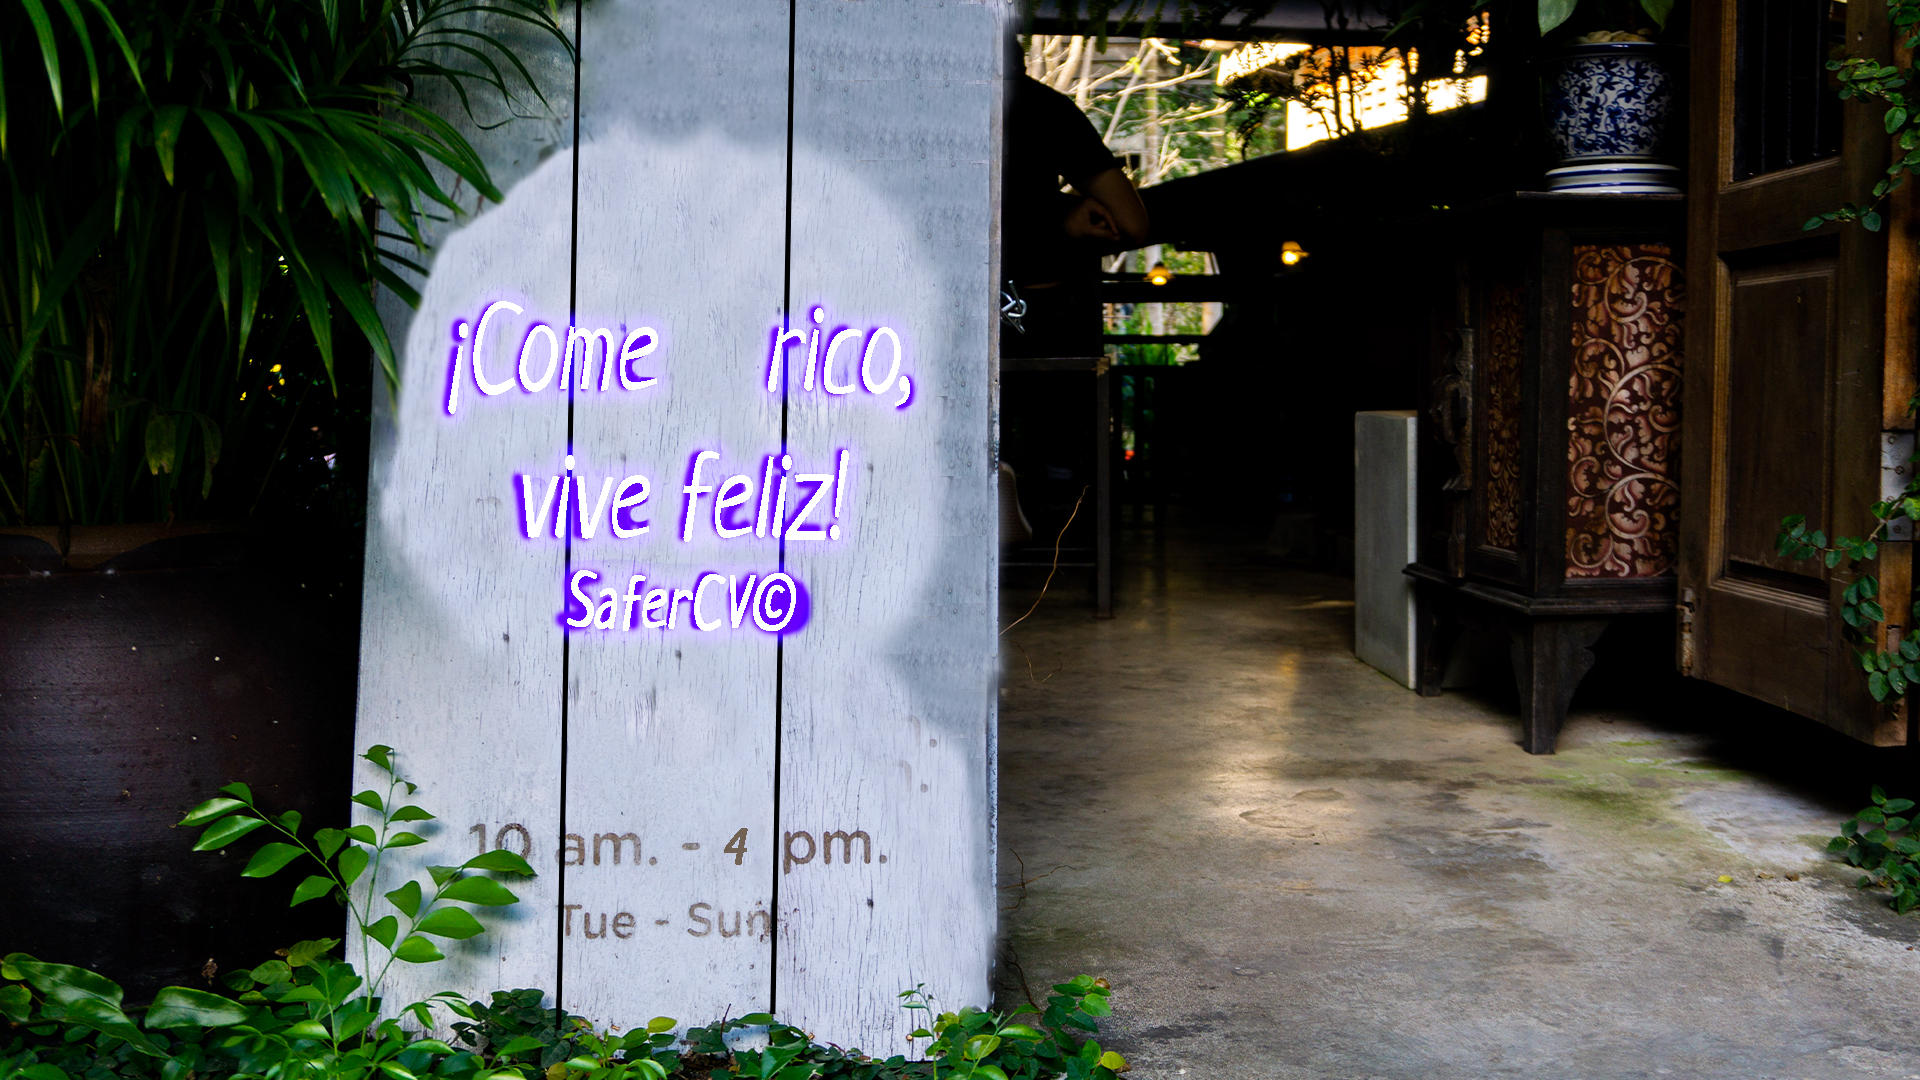 ¡Come rico,
vive feliz!
SaferCV©
10 am. - 4 pm.
Tue - Sun